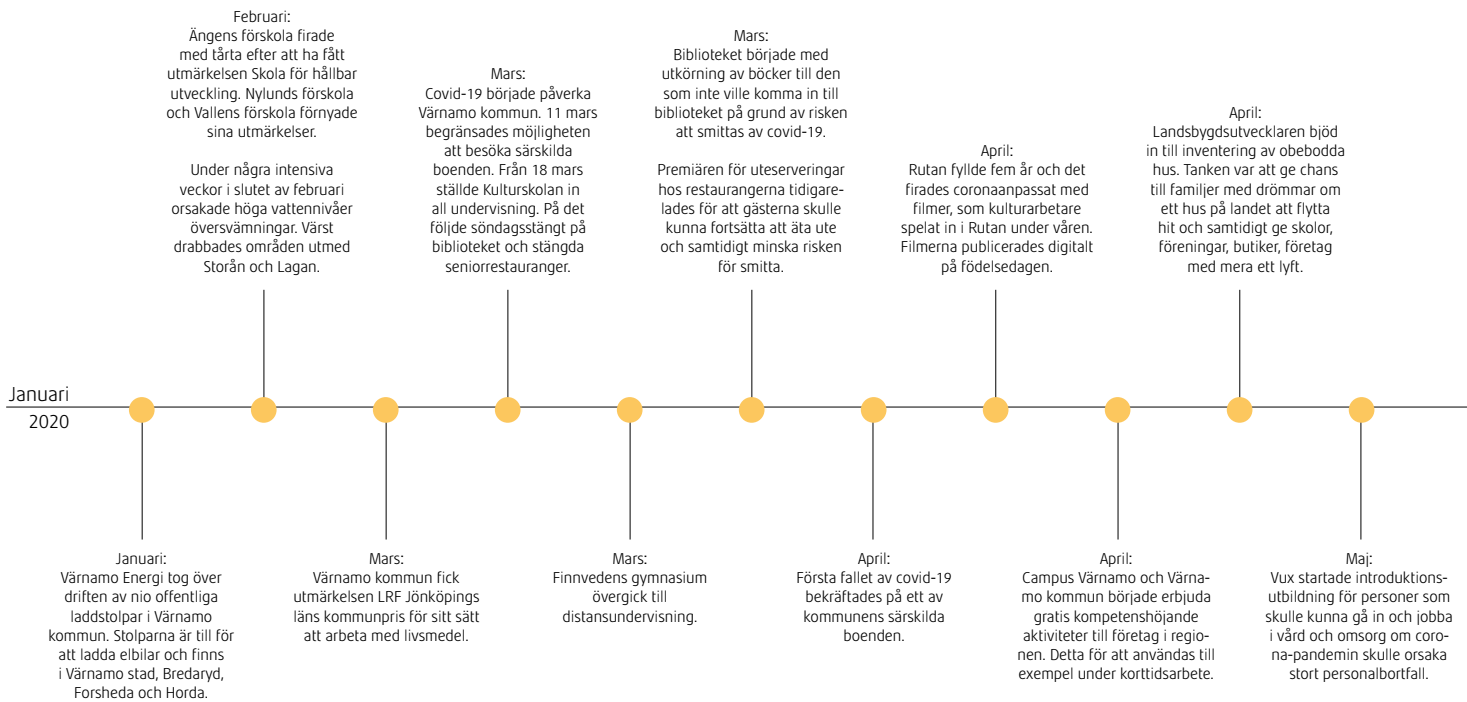 Februari:
Ängens förskola firade
med tårta efter att ha fått
utmärkelsen Skola för hållbar
utveckling. Nylunds förskola
och Vallens förskola förnyade
sina utmärkelser.
Under några intensiva
veckor i slutet av februari
orsakade höga vattennivåer
översvämningar. Värst
drabbades områden utmed
Storån och Lagan.
Mars:
Covid-19 började påverka
Värnamo kommun. 11 mars
begränsades möjligheten
att besöka särskilda
boenden. Från 18 mars
ställde Kulturskolan in
all undervisning. På det
följde söndagsstängt på
biblioteket och stängda
seniorrestauranger.
Mars:
Biblioteket började med
utkörning av böcker till den
som inte ville komma in till
biblioteket på grund av risken
att smittas av covid-19.
Premiären för uteserveringar
hos restaurangerna tidigare-
lades för att gästerna skulle
kunna fortsätta att äta ute
och samtidigt minska risken
för smitta.
April:
Rutan fyllde fem år och det
firades coronaanpassat med
filmer, som kulturarbetare
spelat in i Rutan under våren.
Filmerna publicerades digitalt
på födelsedagen.
April:
Landsbygdsutvecklaren bjöd
in till inventering av obebodda
hus. Tanken var att ge chans
till familjer med drömmar om
ett hus på landet att flytta
hit och samtidigt ge skolor,
föreningar, butiker, företag
med mera ett lyft.
Januari
2020
Januari:
Värnamo Energi tog över
driften av nio offentliga
laddstolpar i Värnamo
kommun. Stolparna är till för
att ladda elbilar och finns
i Värnamo stad, Bredaryd,
Forsheda och Horda.
Mars:
Värnamo kommun fick
utmärkelsen LRF Jönköpings
läns kommunpris för sitt sätt
att arbeta med livsmedel.
Mars:
Finnvedens gymnasium
övergick till
distansundervisning.
April:
Första fallet av covid-19
bekräftades på ett av
kommunens särskilda
boenden.
April:
Campus Värnamo och Värna-
mo kommun började erbjuda
gratis kompetenshöjande
aktiviteter till företag i regio-
nen. Detta för att användas till
exempel under korttidsarbete.
Maj:
Vux startade introduktions-
utbildning för personer som
skulle kunna gå in och jobba
i vård och omsorg om coro-
na-pandemin skulle orsaka
stort personalbortfall.